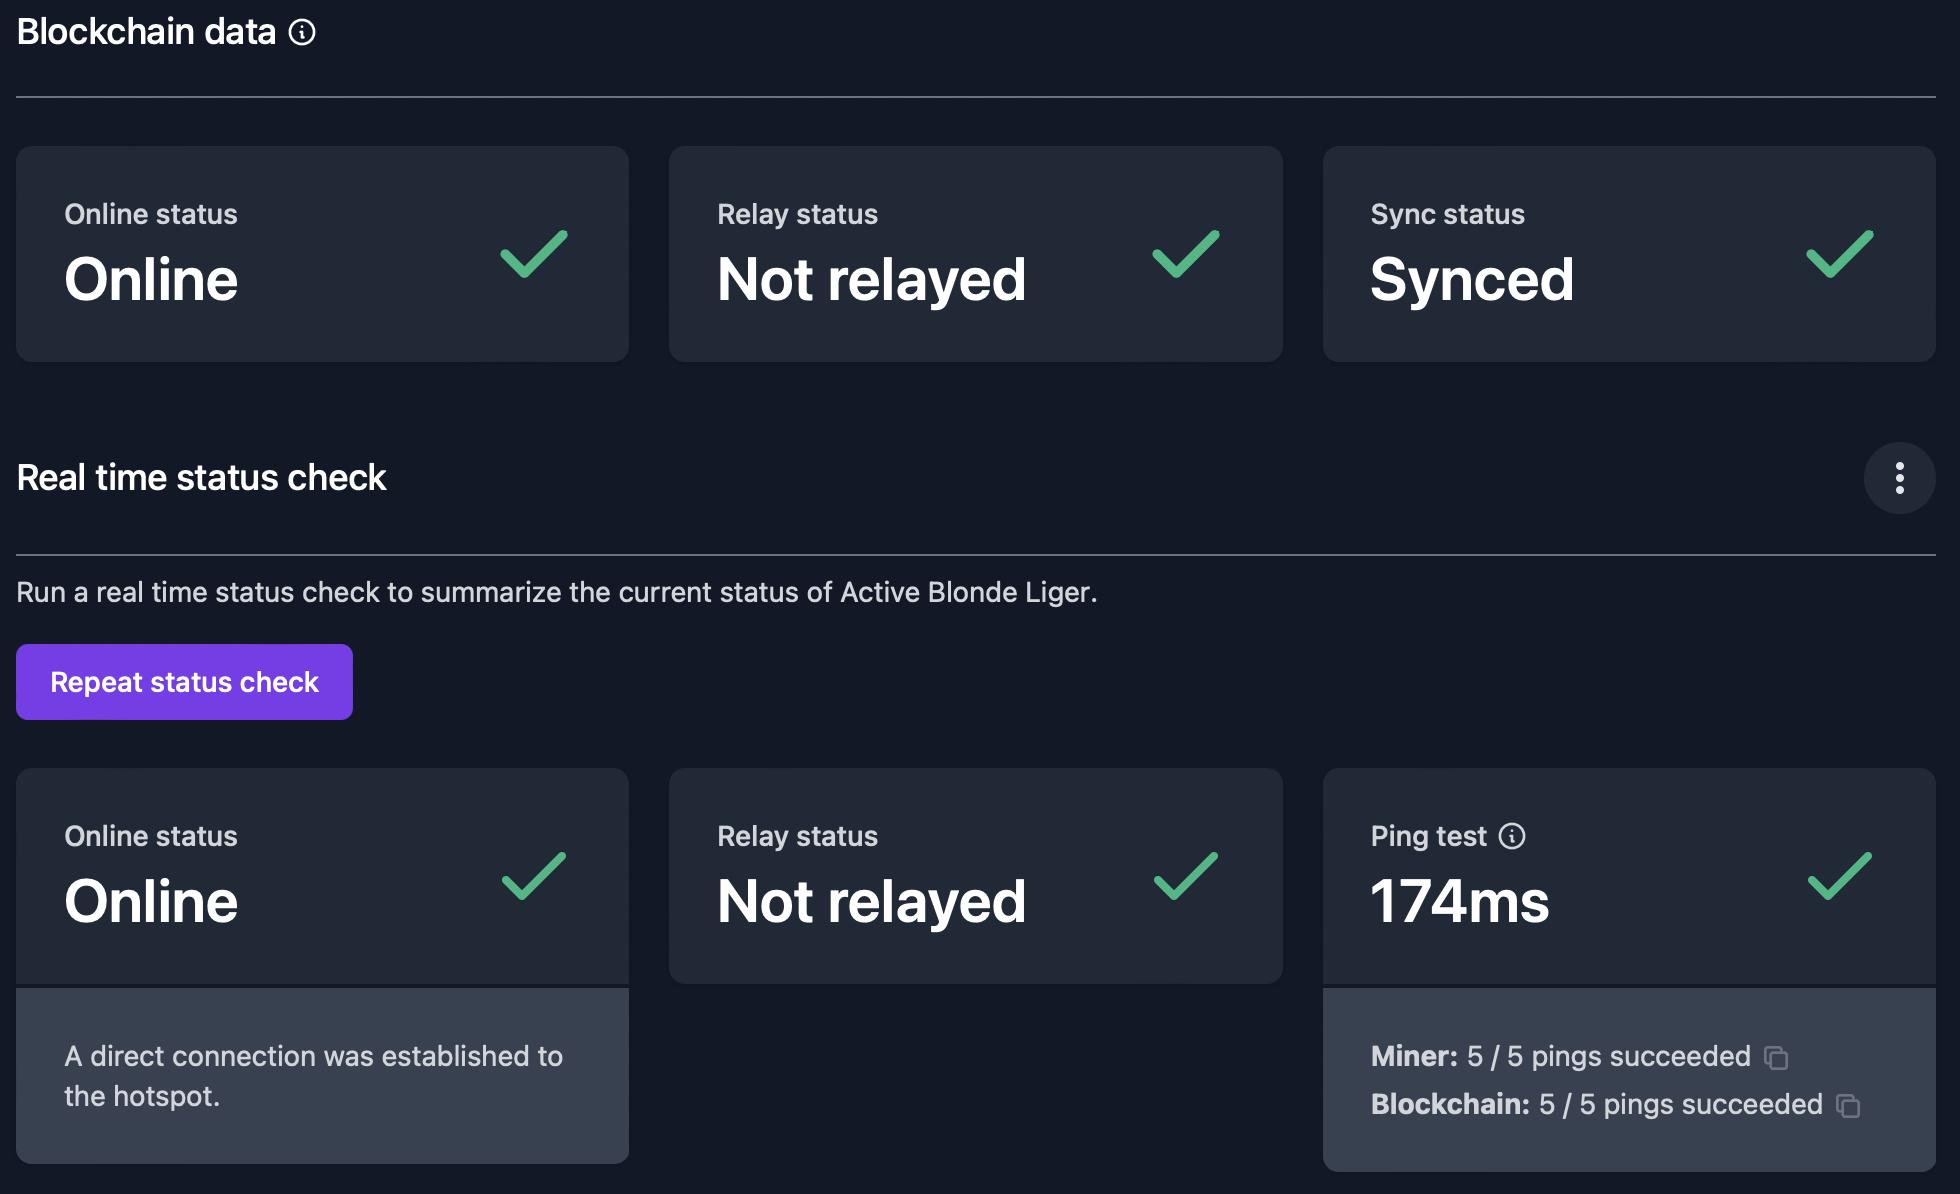 Blockchain data
Online status
Online
Relay status
Not relayed
Sync status
Synced
Real time status check
Run a real time status check to summarize the current status of Active Blonde Liger.
Repeat status check
Online status
Online
A direct connection was established to
the hotspot.
Relay status
Not relayed
Ping test
174ms
Miner: 5 / 5 pings succeeded
Blockchain: 5 / 5 pings succeeded